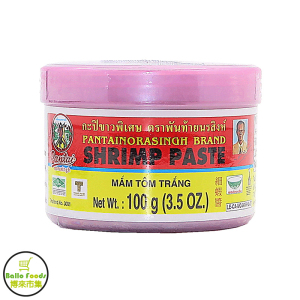 กะปิขาวพิเศษ ตราพันท้ายนรสิงห์
PANTAINORASINGH BRAND
SHRIMP PASTE
Pantai
MẮM TÔM TRẮNG
Net Wt. : 100 g (3.5 OZ.)
Bello Foods
博來市集